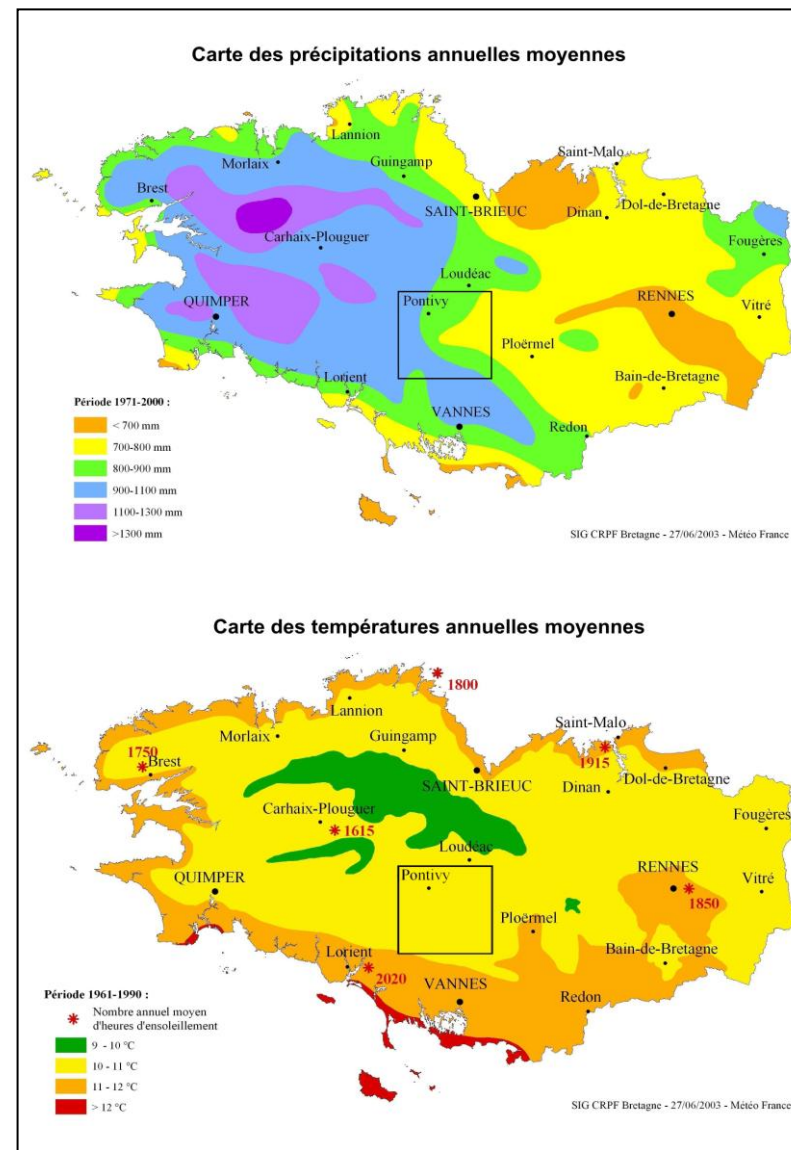 Carte des précipitations annuelles moyennes
Lannion
Saint-Malo
Morlaix
Guingamp
Brest
SAINT-BRIEUC
Dinan
Dol-de-Bretagne
Carhaix-Plouguer
Fougères
Loudéac
QUIMPER
Pontivy
RENNES
Vitré
Ploërmel
Lorient
Bain-de-Bretagne
Période 1971-2000 :
VANNES
Redon
< 700 mm
700-800 mm
800-900 mm
900-1100 mm
1100-1300 mm
>1300 mm
SIG CRPF Bretagne - 27/06/2003 - Météo France
Carte des températures annuelles moyennes
1800
Lannion
Saint-Malo
Morlaix
Guingamp
1750
Brest
1915
SAINT-BRIEUC
Dol-de-Bretagne
Dinan
Carhaix-Plouguer
1615
Fougères
Loudéac
QUIMPER
Pontivy
RENNES
Vitré
1850
Ploërmel
Bain-de-Bretagne
Lorient
2020
VANNES
Redon
Période 1961-1990 :
Nombre annuel moyen
d'heures d'ensoleillement
9 - 10 °C
10 - 11 °C
11 - 12 °C
> 12 °C
SIG CRPF Bretagne - 27/06/2003 - Météo France